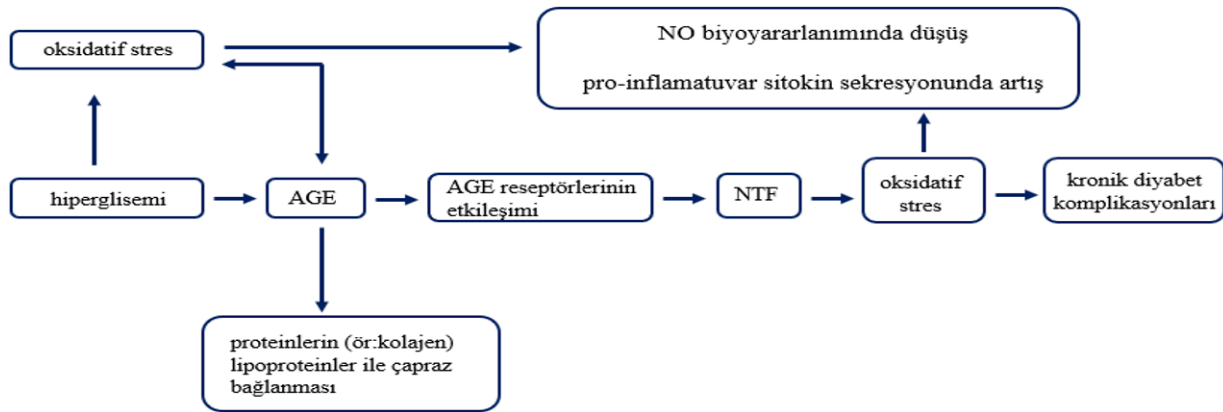 oksidatif stres
NO biyoyararlanımında düşüş
pro-inflamatuvar sitokin sekresyonunda artış
hiperglisemi
AGE
AGE reseptörlerinin
etkileşimi
NTF
oksidatif
stres
kronik diyabet
komplikasyonları
proteinlerin (ör:kolajen)
lipoproteinler ile çapraz
bağlanması